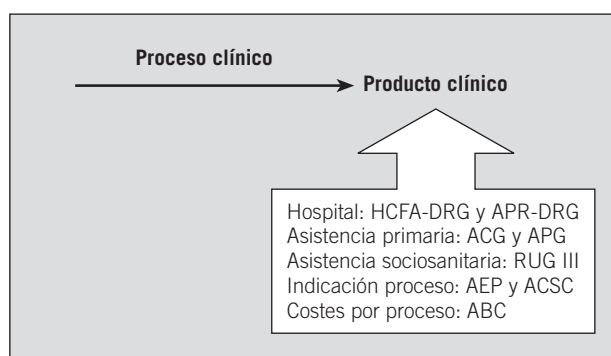 Proceso clínico
Producto clínico
Hospital: HCFA-DRG y APR-DRG
Asistencia primaria: ACG y APG
Asistencia sociosanitaria: RUG III
Indicación proceso: AEP y ACSC
Costes por proceso: ABC